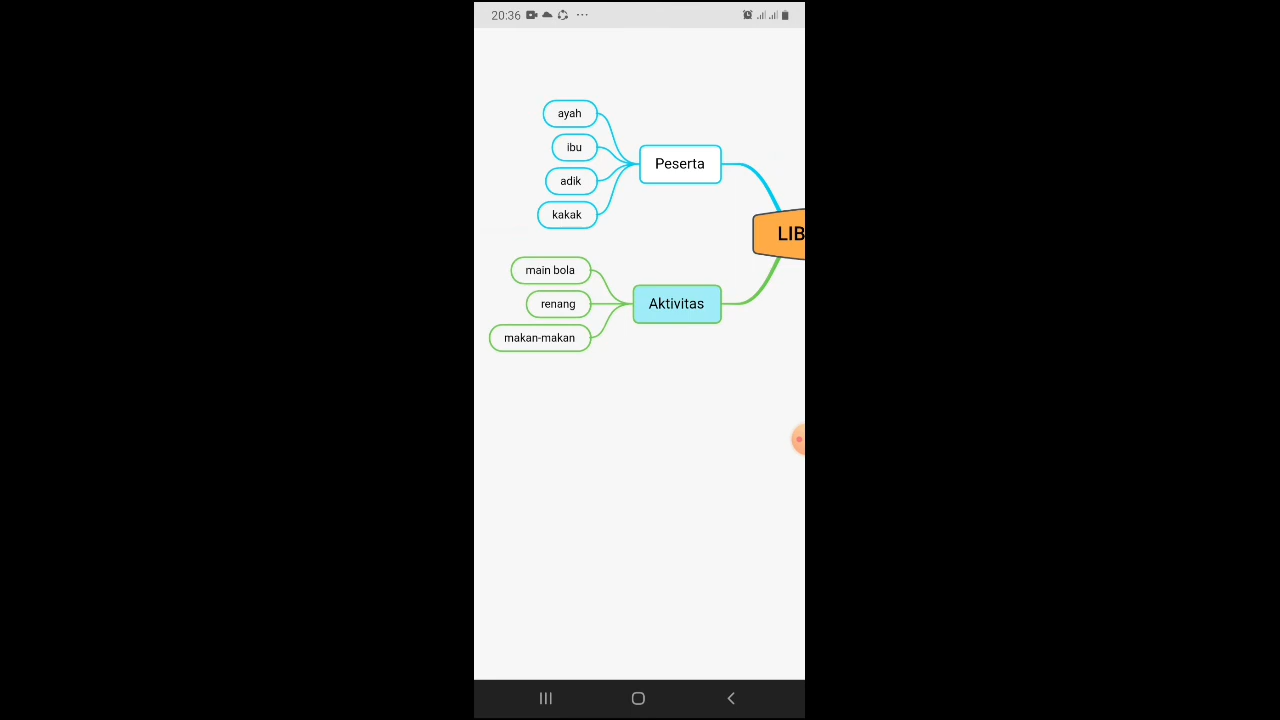 20:36
ayah
ibu
adik
kakak
Peserta
LIB
main bola
renang
makan-makan
Aktivitas